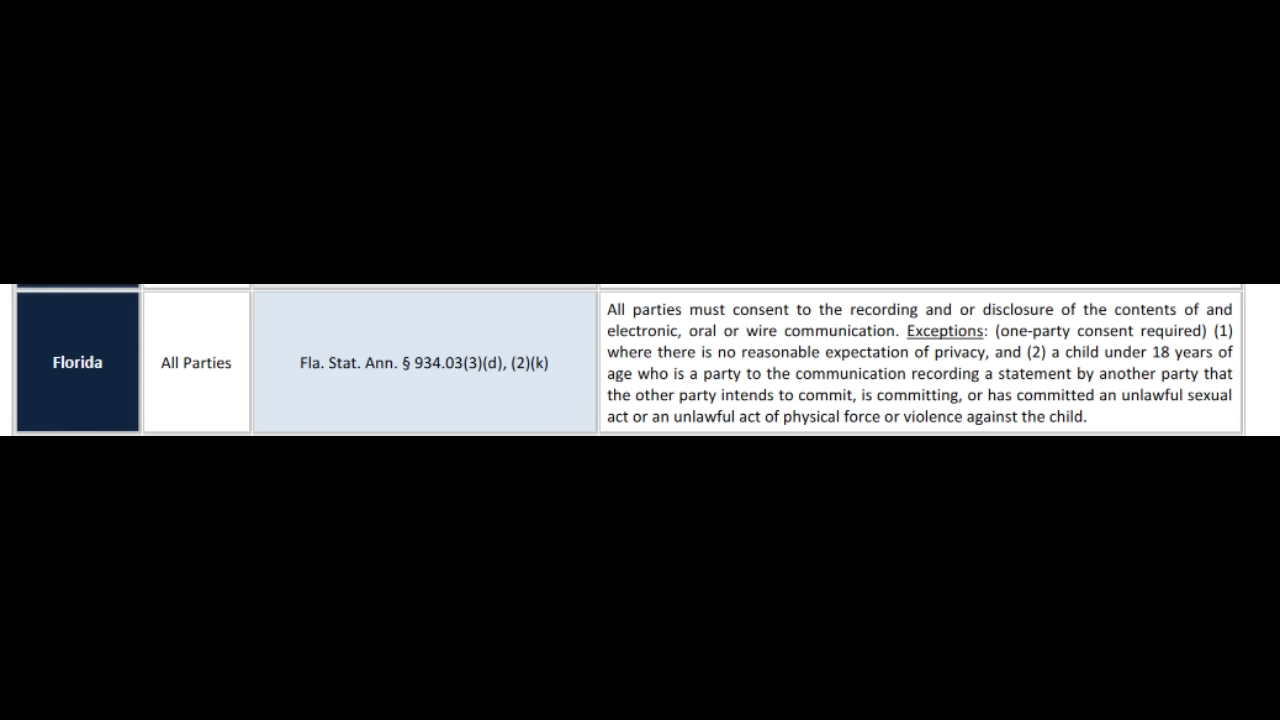 Florida
All Parties
Fla. Stat. Ann. § 934.03(3)(d), (2)(k)
All parties must consent to the recording and or disclosure of the contents of and
electronic, oral or wire communication. Exceptions: (one-party consent required) (1)
where there is no reasonable expectation of privacy, and (2) a child under 18 years of
age who is a party to the communication recording a statement by another party that
the other party intends to commit, is committing, or has committed an unlawful sexual
act or an unlawful act of physical force or violence against the child.